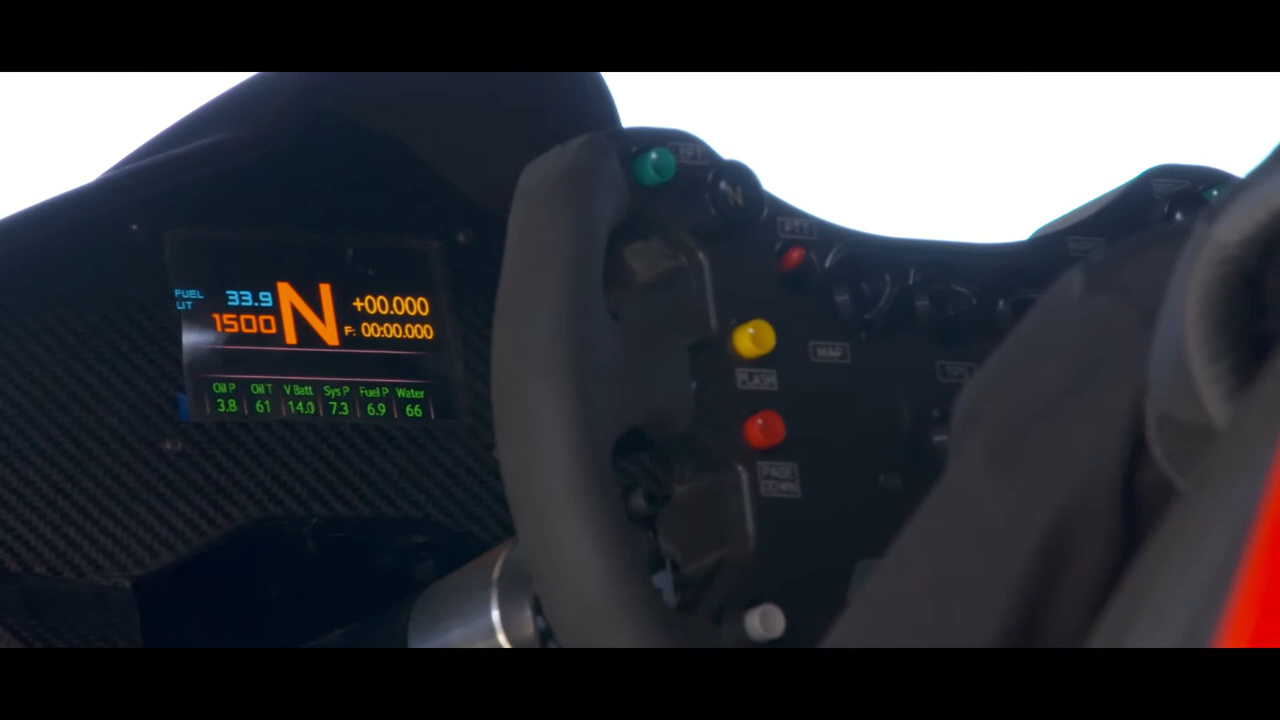 FUEL 33.9
LIT
1500 N +00.000
F: 00:00.000
Oil P Oil T V Batt Sys P Fuel P Water
3.8 61 14.0 7.3 6.9 66
N
PIT
MAP
FLASH
PAGE
DOWN